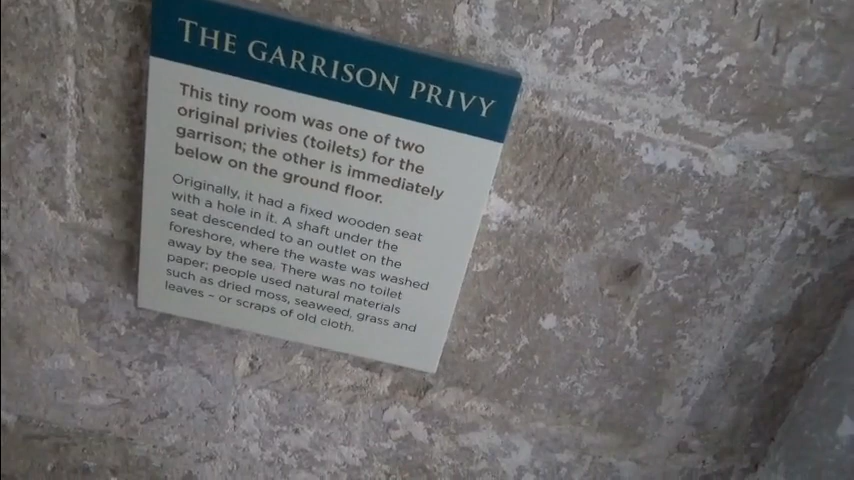 THE GARRISON PRIVY
This tiny room was one of two
original privies (toilets) for the
garrison; the other is immediately
below on the ground floor.
Originally, it had a fixed wooden seat
with a hole in it. A shaft under the
seat descended to an outlet on the
foreshore, where the waste was washed
away by the sea. There was no toilet
paper; people used natural materials
such as dried moss, seaweed, grass and
leaves ~ or scraps of old cloth.